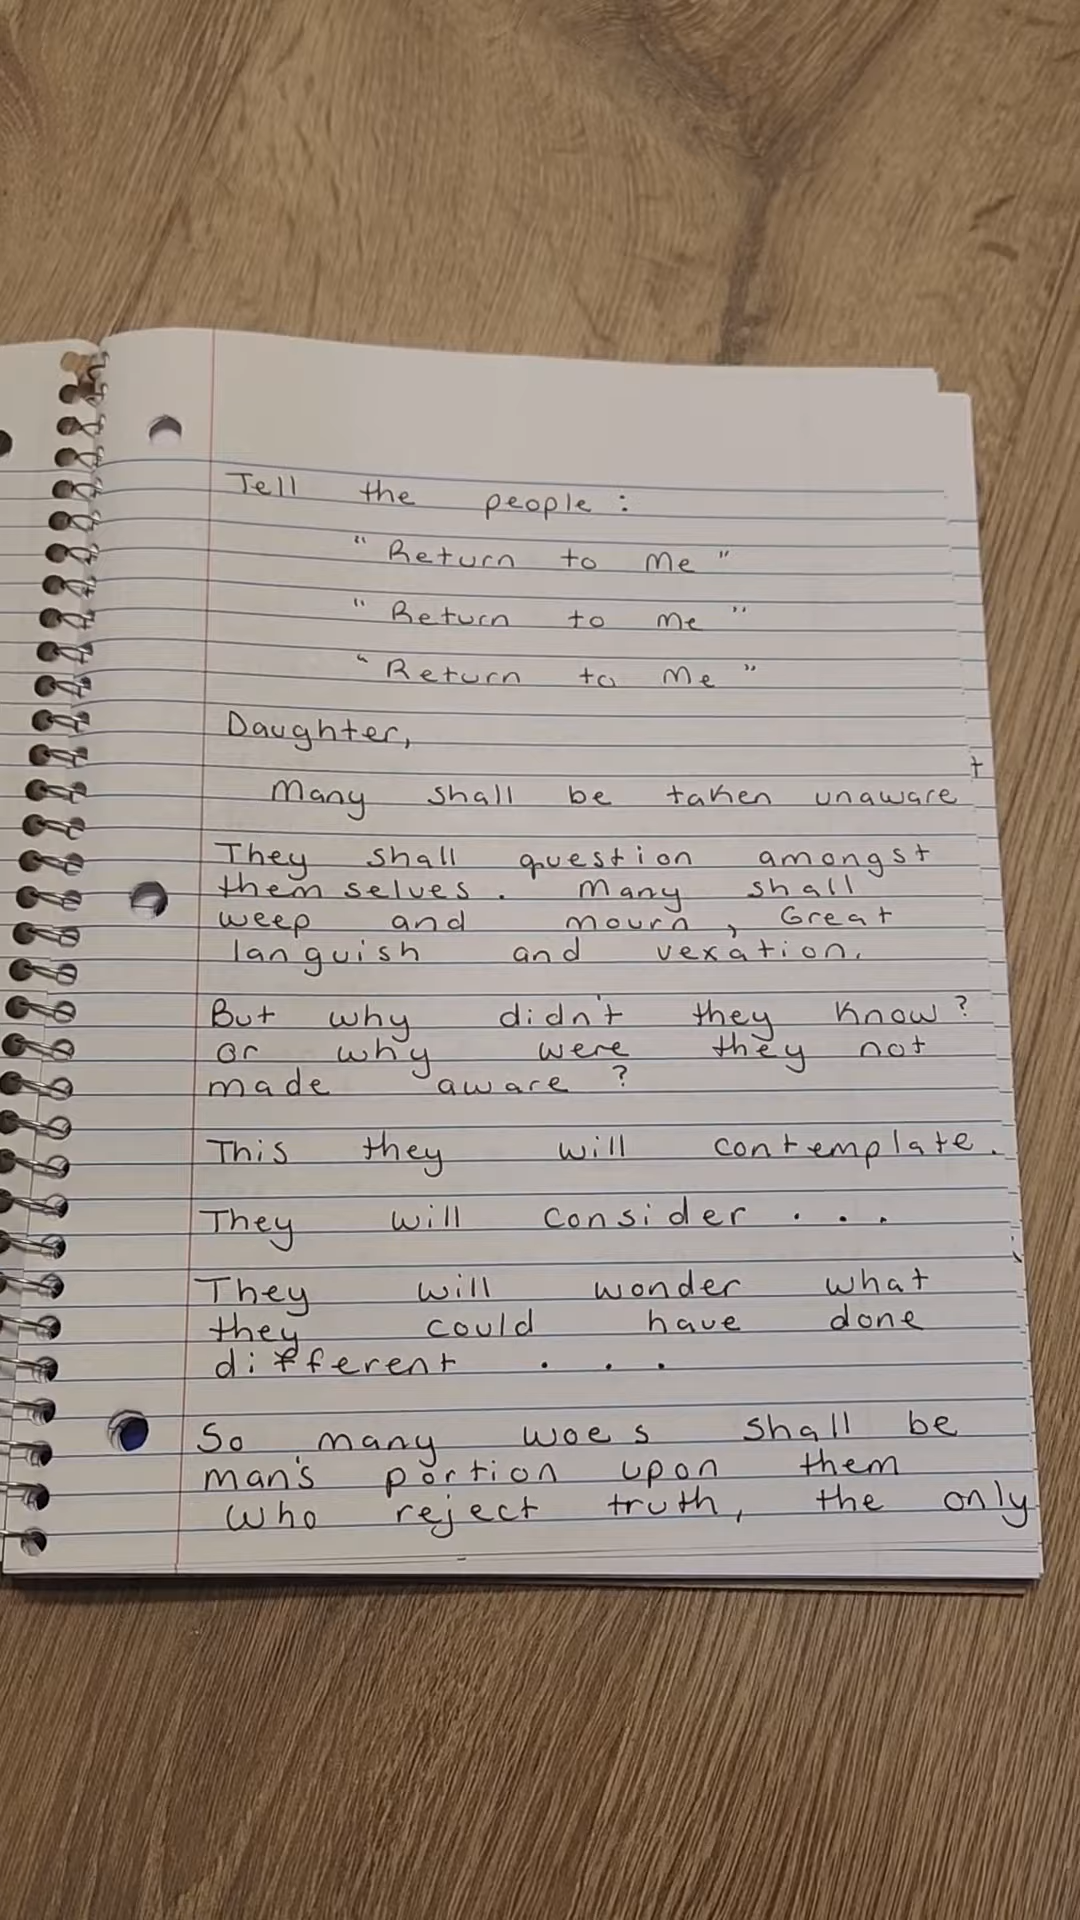 Tell the people:
"Return to Me"
"Return to Me"
"Return to Me"
Daughter,
Many shall be taken unaware
They shall question amongst
themselves. Many shall
weep and mourn, Great
languish and vexation.
But why didn't they know?
or why were they not
made aware?
This they will contemplate.
They will consider...
They will wonder what
they could have done
different...
So many woes shall be
man's portion upon them
who reject truth, the only